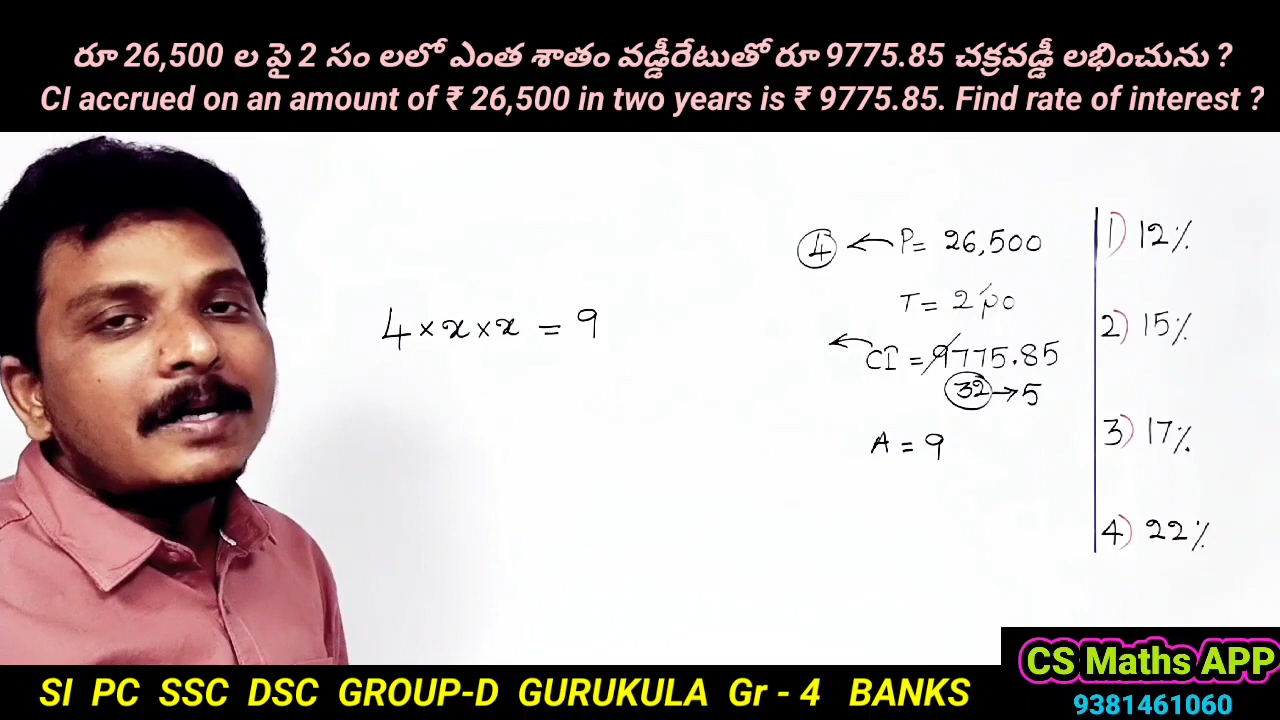 రూ 26,500 ల పై 2 సం లలో ఎంత శాతం వడ్డీరేటుతో రూ 9775.85 చక్రవడ్డీ లభించును ?
CI accrued on an amount of ₹ 26,500 in two years is ₹ 9775.85. Find rate of interest ?
4 × x × x = 9
4 ← P = 26,500
T = 2
← CI = 9775.85
32 → 5
A = 9
1) 12%
2) 15%
3) 17%
4) 22%
CS Maths APP
9381461060
SI PC SSC DSC GROUP-D GURUKULA Gr - 4 BANKS